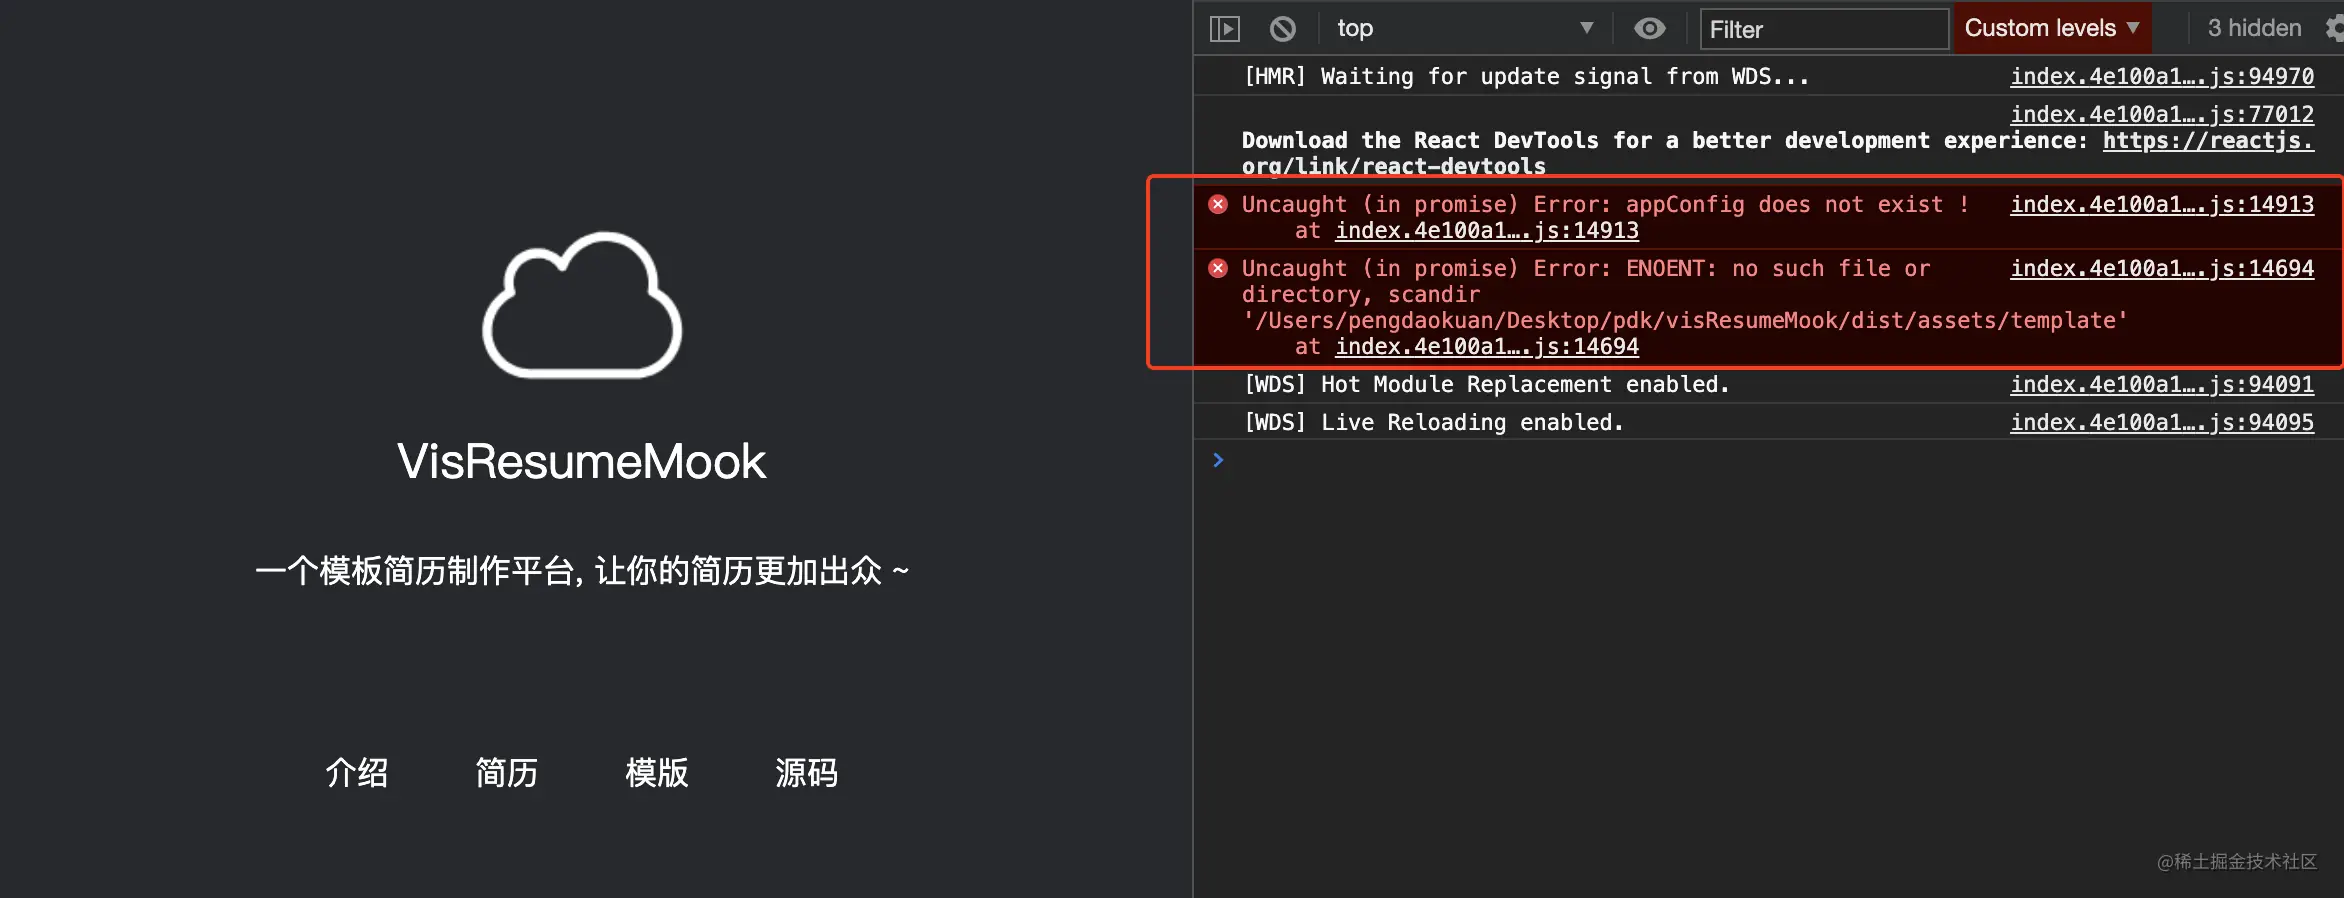 VisResumeMook
一个模板简历制作平台, 让你的简历更加出众 ~
介绍 简历 模版 源码
top Filter Custom levels ▼ 3 hidden
[HMR] Waiting for update signal from WDS... index.4e100a1….js:94970
index.4e100a1….js:77012
Download the React DevTools for a better development experience: https://reactjs.
org/link/react-devtools
Uncaught (in promise) Error: appConfig does not exist ! index.4e100a1….js:14913
at index.4e100a1….js:14913
Uncaught (in promise) Error: ENOENT: no such file or index.4e100a1….js:14694
directory, scandir
'/Users/pengdaokuan/Desktop/pdk/visResumeMook/dist/assets/template'
at index.4e100a1….js:14694
[WDS] Hot Module Replacement enabled. index.4e100a1….js:94091
[WDS] Live Reloading enabled. index.4e100a1….js:94095
@稀土掘金技术社区